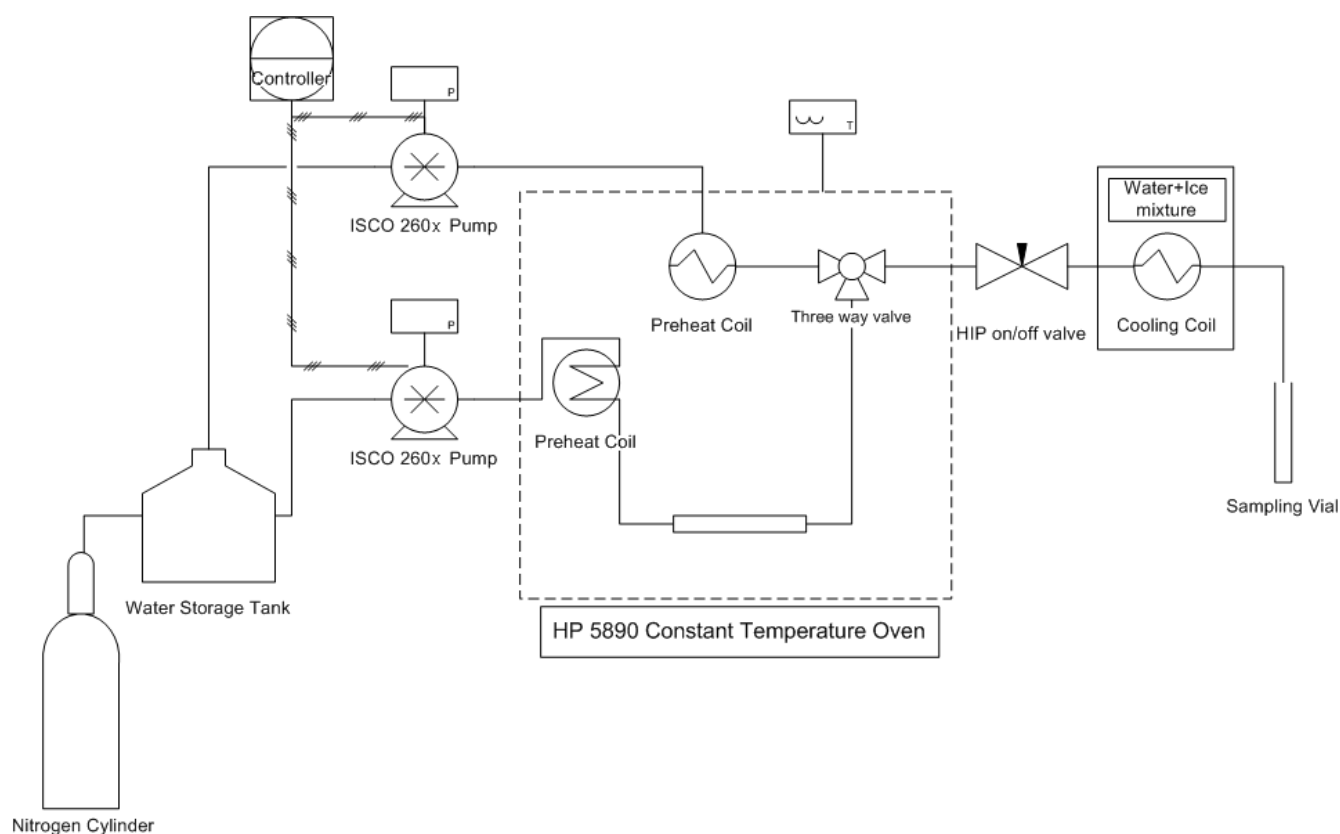 Controller
P
T
ISCO 260x Pump
Water+Ice
mixture
Preheat Coil
Three way valve
HIP on/off valve
Cooling Coil
P
Preheat Coil
ISCO 260x Pump
Sampling Vial
Water Storage Tank
HP 5890 Constant Temperature Oven
Nitrogen Cylinder